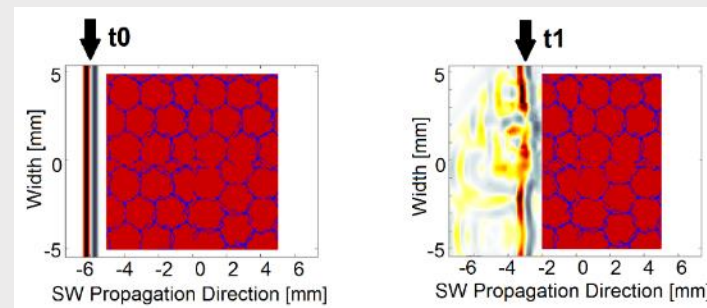 t0
5
0
-5
Width [mm]
-6 -4 -2 0 2 4 6
SW Propagation Direction [mm]
t1
5
0
-5
Width [mm]
-6 -4 -2 0 2 4 6
SW Propagation Direction [mm]